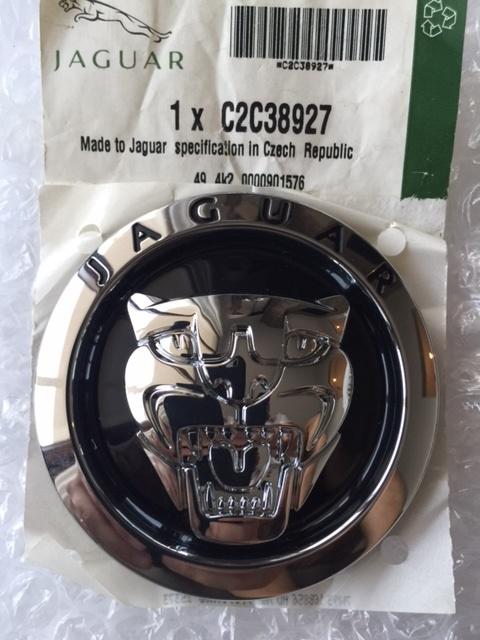 JAGUAR
*C2C38927*
1 x C2C38927
Made to Jaguar specification in Czech Republic
49 4k2 0000901576
JAGUAR